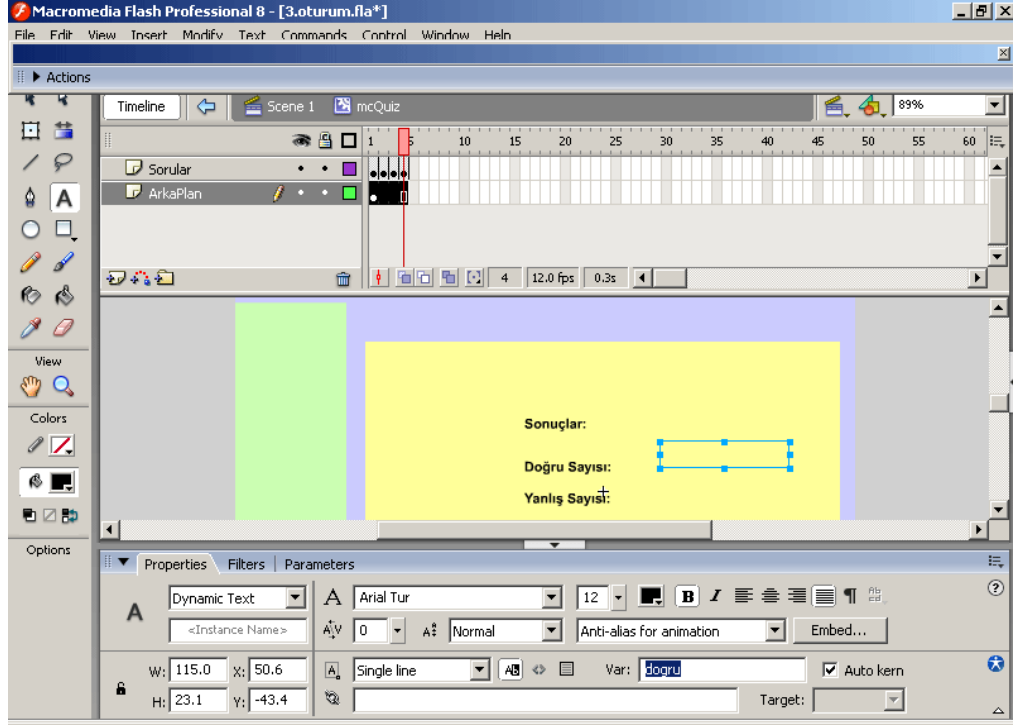 Macromedia Flash Professional 8 - [3.oturum.fla*]
File Edit View Insert Modify Text Commands Control Window Help
Actions
Timeline Scene 1 mcQuiz 89%
1 5 10 15 20 25 30 35 40 45 50 55 60
Sorular
ArkaPlan
4 12.0 fps 0.3s
View
Colors
Options
Sonuçlar:
Doğru Sayısı:
Yanlış Sayısı:
Properties Filters Parameters
A Dynamic Text A Arial Tur 12 B I
<Instance Name> A V 0 Normal Anti-alias for animation Embed...
W: 115.0 X: 50.6 A Single line AB Var: dogru Auto kern
H: 23.1 Y: -43.4 Target: